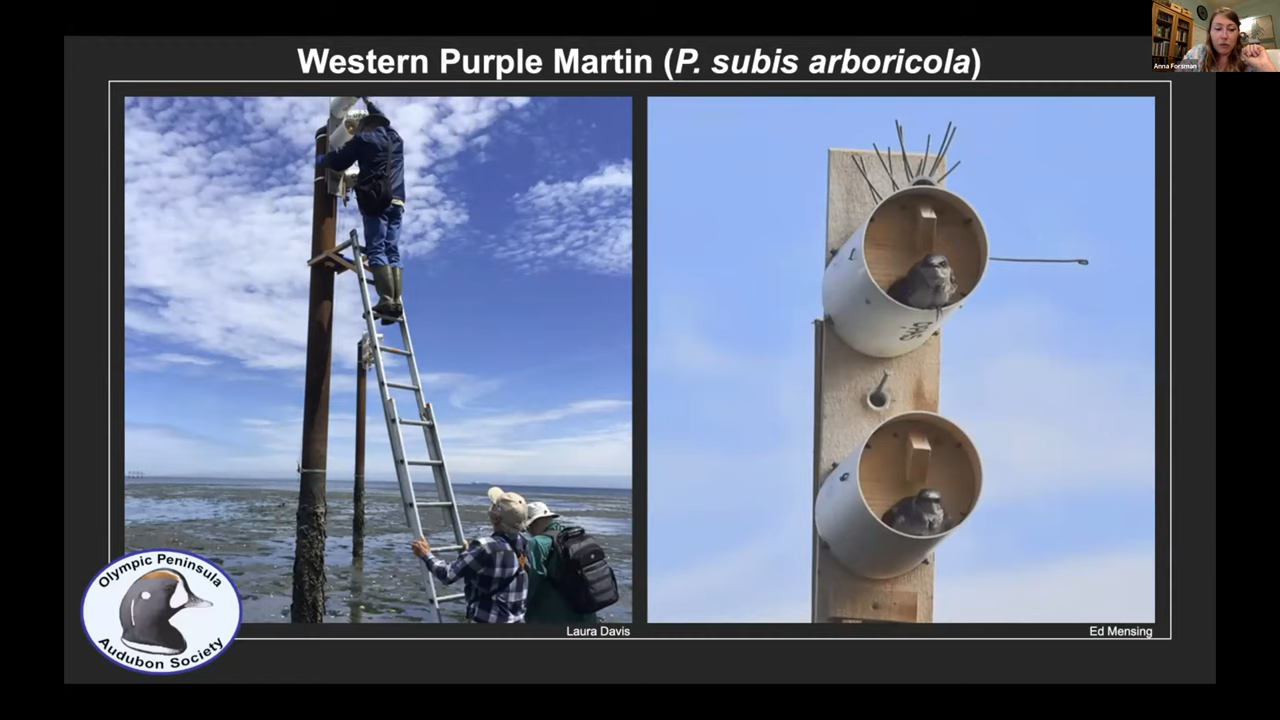 Anna Forsman
Western Purple Martin (P. subis arboricola)
Laura Davis
Ed Mensing
Olympic Peninsula
Audubon Society